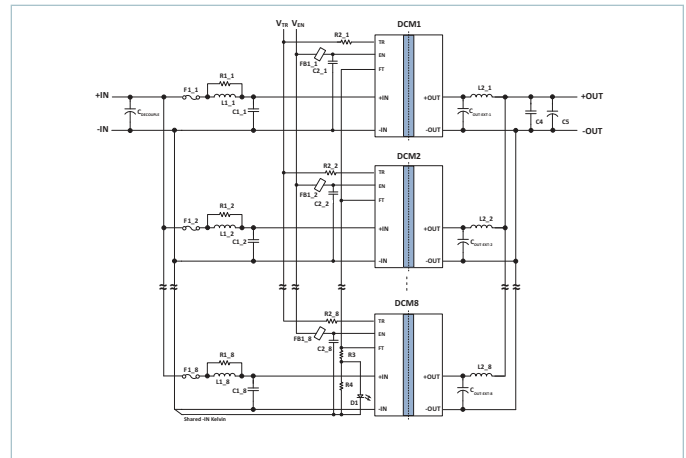 V_TR V_EN
DCM1
R2_1
TR
EN
FB1_1
C2_1
FT
R1_1
+IN
F1_1
L1_1
C_DECOUPLE
C1_1
-IN
+IN
-IN
+OUT
L2_1
+OUT
C_OUT-EXT-1
C4
C5
-OUT
-OUT
DCM2
R2_2
TR
EN
FB1_2
C2_2
FT
R1_2
F1_2
L1_2
C1_2
+IN
-IN
+OUT
L2_2
C_OUT-EXT-2
-OUT
DCM8
R2_8
TR
EN
FB1_8
C2_8
FT
R3
R1_8
F1_8
L1_8
C1_8
R4
D1
+IN
-IN
+OUT
L2_8
C_OUT-EXT-8
-OUT
Shared -IN Kelvin